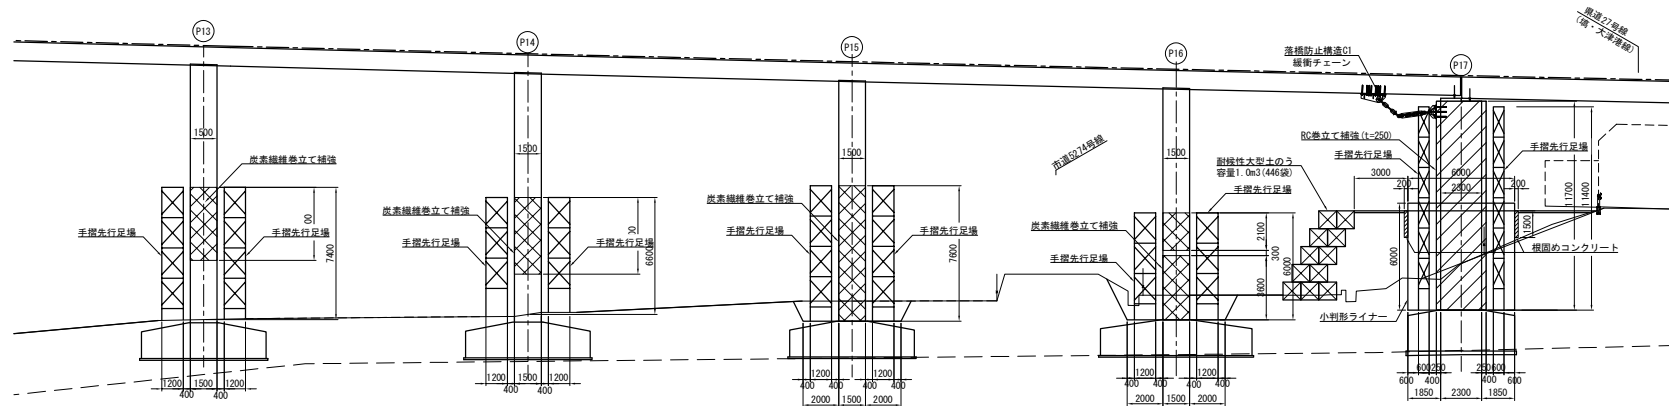 P13
P14
P15
P16
P17
県道27号線
(堺・大津港線)
落橋防止構造C1
緩衝チェーン
市道5274号線
1500
1500
1500
1500
炭素繊維巻立て補強
手摺先行足場
手摺先行足場
00
7400
炭素繊維巻立て補強
手摺先行足場
手摺先行足場
00
6600
炭素繊維巻立て補強
手摺先行足場
手摺先行足場
7600
炭素繊維巻立て補強
手摺先行足場
手摺先行足場
2100
300
3600
6000
耐候性大型土のう
容量1.0m3(446袋)
RC巻立て補強(t=250)
手摺先行足場
手摺先行足場
3000
6000
200
2300
200
11700
11400
1500
6000
根固めコンクリート
小判形ライナー
1200
1500
1200
400
400
1200
1500
1200
400
400
1200
1200
400
400
400
400
2000
1500
2000
1200
1200
400
400
400
400
2000
1500
2000
600
250
250
600
600
400
400
600
1850
2300
1850